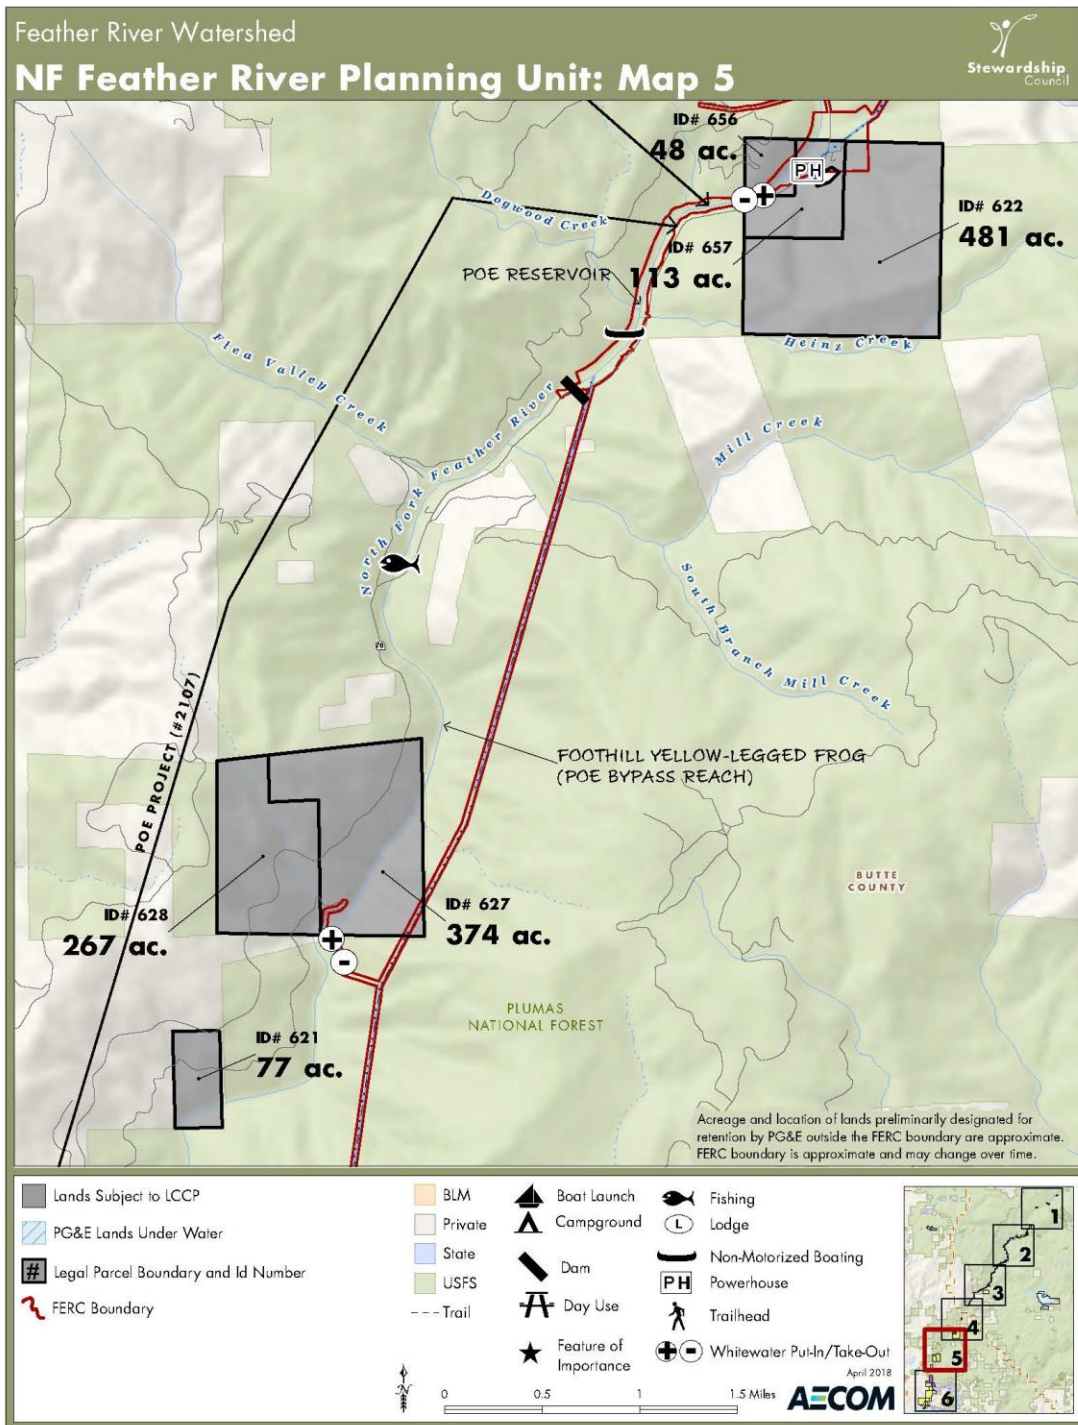 Feather River Watershed
NF Feather River Planning Unit: Map 5
Stewardship
Council
ID# 656
48 ac.
PH
- +
Dogwood Creek
ID# 622
481 ac.
ID# 657
113 ac.
POE RESERVOIR
Heinz Creek
Flea Valley Creek
North Fork Feather River
Mill Creek
South Branch Mill Creek
70
POE PROJECT (#2107)
FOOTHILL YELLOW-LEGGED FROG
(POE BYPASS REACH)
BUTTE
COUNTY
ID# 628
267 ac.
ID# 627
374 ac.
+
-
PLUMAS
NATIONAL FOREST
ID# 621
77 ac.
Acreage and location of lands preliminarily designated for
retention by PG&E outside the FERC boundary are approximate.
FERC boundary is approximate and may change over time.
Lands Subject to LCCP
PG&E Lands Under Water
# Legal Parcel Boundary and Id Number
FERC Boundary
BLM
Private
State
USFS
Trail
Boat Launch
Campground
Dam
Day Use
Feature of
Importance
Fishing
L Lodge
Non-Motorized Boating
PH Powerhouse
Trailhead
+ - Whitewater Put-In/Take-Out
April 2018
AECOM
N
0 0.5 1 1.5 Miles
1
2
3
4
5
6